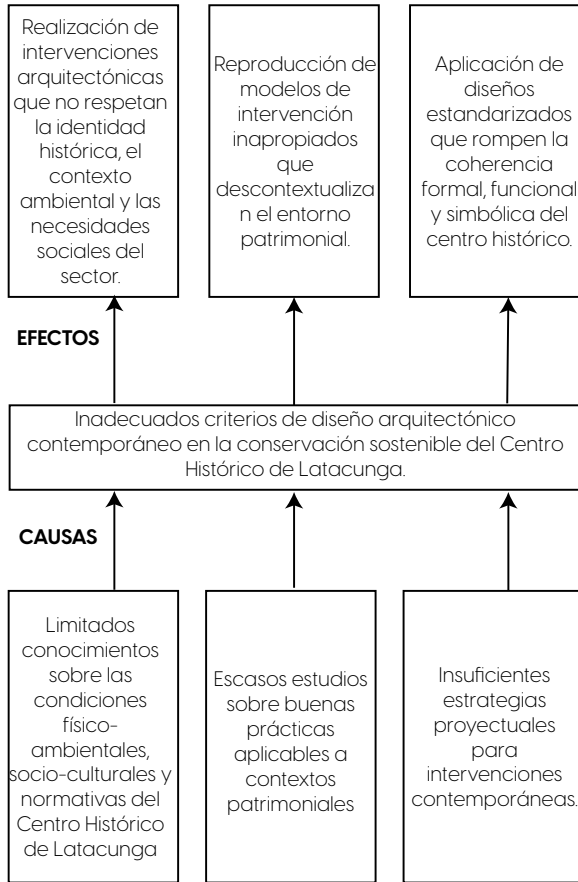 Realización de
intervenciones
arquitectónicas
que no respetan
la identidad
histórica, el
contexto
ambiental y las
necesidades
sociales del
sector.
Reproducción de
modelos de
intervención
inapropiados
que
descontextualiza
n el entorno
patrimonial.
Aplicación de
diseños
estandarizados
que rompen la
coherencia
formal, funcional
y simbólica del
centro histórico.
EFECTOS
Inadecuados criterios de diseño arquitectónico
contemporáneo en la conservación sostenible del Centro
Histórico de Latacunga.
CAUSAS
Limitados
conocimientos
sobre las
condiciones
físico-
ambientales,
socio-culturales y
normativas del
Centro Histórico
de Latacunga
Escasos estudios
sobre buenas
prácticas
aplicables a
contextos
patrimoniales
Insuficientes
estrategias
proyectuales
para
intervenciones
contemporáneas.